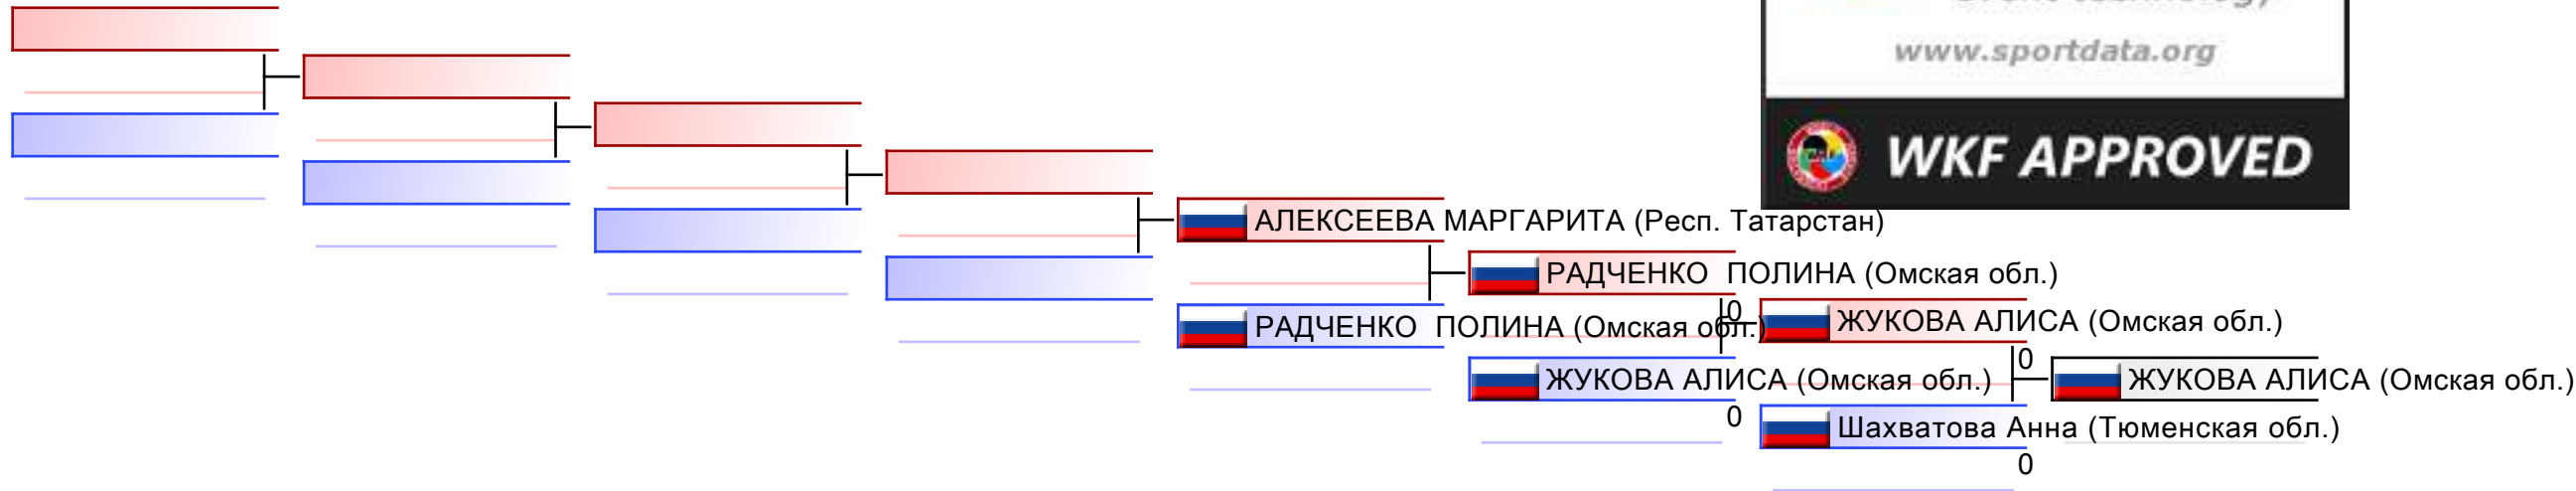 www.sportdata.org
WKF APPROVED
АЛЕКСЕЕВА МАРГАРИТА (Респ. Татарстан)
РАДЧЕНКО ПОЛИНА (Омская обл.)
0
РАДЧЕНКО ПОЛИНА (Омская обл.)
ЖУКОВА АЛИСА (Омская обл.)
0
ЖУКОВА АЛИСА (Омская обл.)
ЖУКОВА АЛИСА (Омская обл.)
0
Шахватова Анна (Тюменская обл.)
0